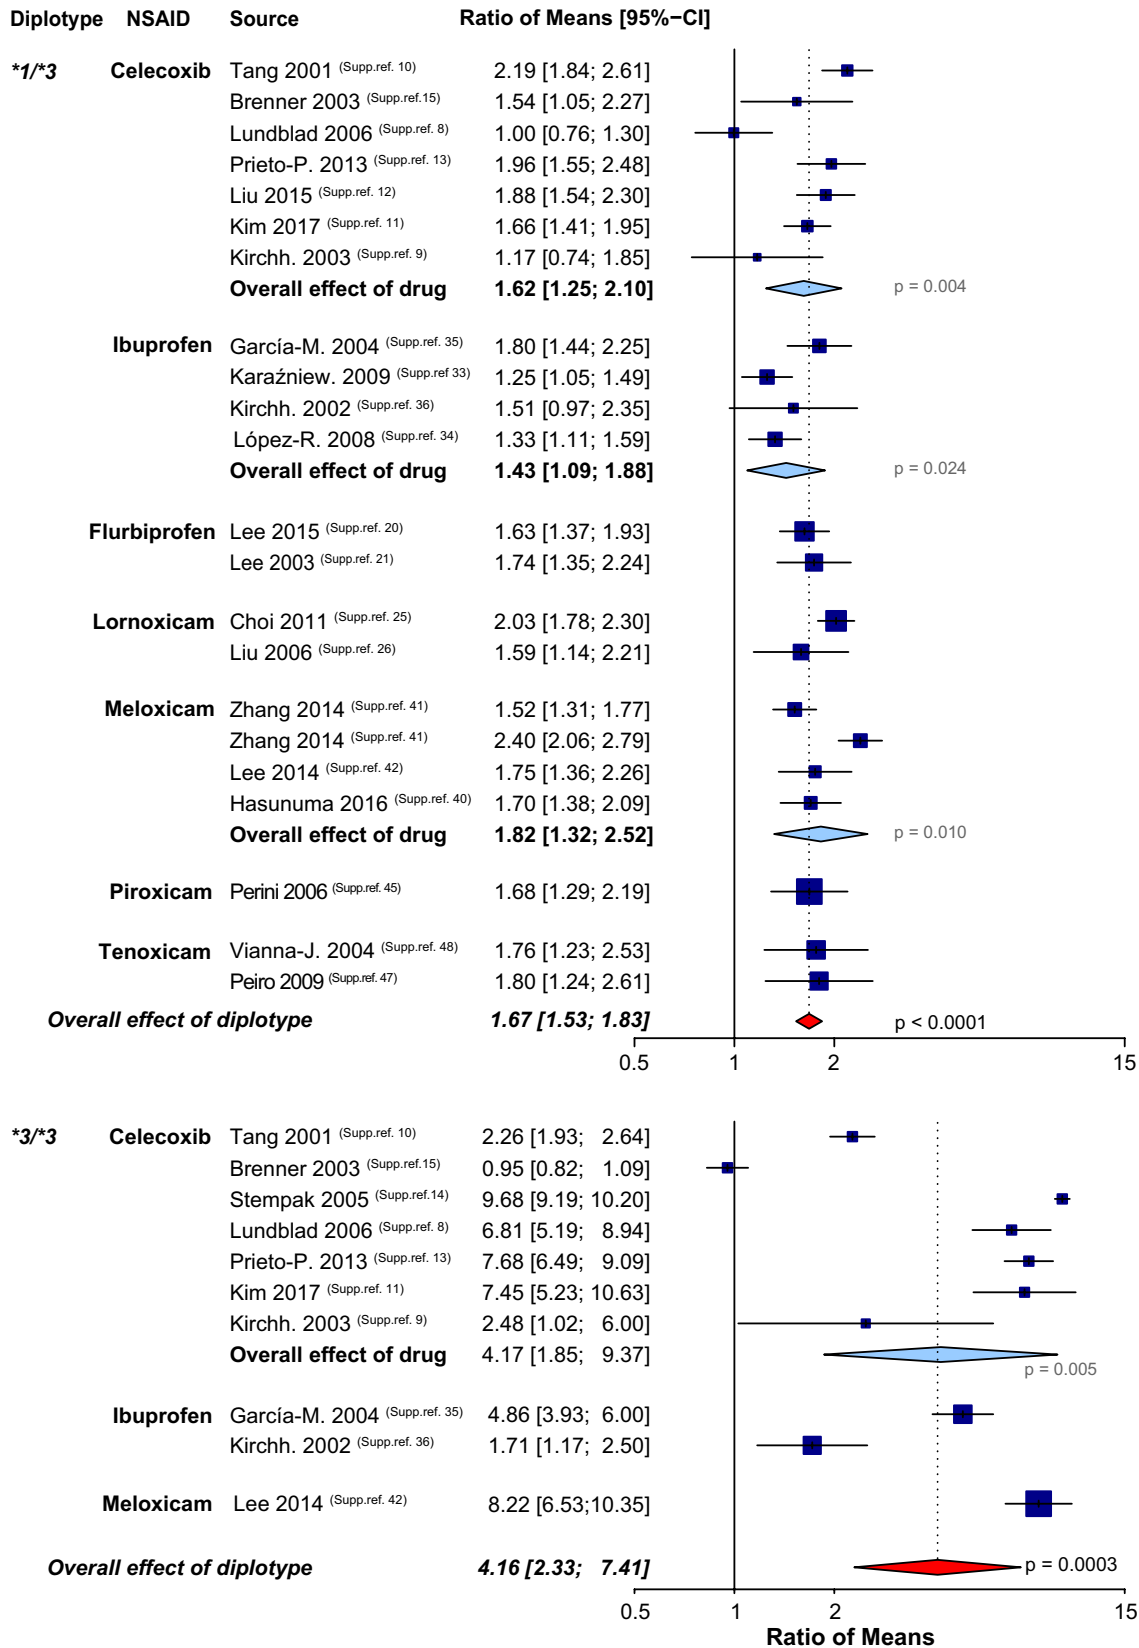 Diplotype NSAID Source Ratio of Means [95%−CI]
*1/*3 Celecoxib Tang 2001 (Supp.ref. 10) 2.19 [1.84; 2.61]
Brenner 2003 (Supp.ref.15) 1.54 [1.05; 2.27]
Lundblad 2006 (Supp.ref. 8) 1.00 [0.76; 1.30]
Prieto-P. 2013 (Supp.ref. 13) 1.96 [1.55; 2.48]
Liu 2015 (Supp.ref. 12) 1.88 [1.54; 2.30]
Kim 2017 (Supp.ref. 11) 1.66 [1.41; 1.95]
Kirchh. 2003 (Supp.ref. 9) 1.17 [0.74; 1.85]
Overall effect of drug 1.62 [1.25; 2.10] p = 0.004
Ibuprofen García-M. 2004 (Supp.ref. 35) 1.80 [1.44; 2.25]
Karaźniew. 2009 (Supp.ref 33) 1.25 [1.05; 1.49]
Kirchh. 2002 (Supp.ref. 36) 1.51 [0.97; 2.35]
López-R. 2008 (Supp.ref. 34) 1.33 [1.11; 1.59]
Overall effect of drug 1.43 [1.09; 1.88] p = 0.024
Flurbiprofen Lee 2015 (Supp.ref. 20) 1.63 [1.37; 1.93]
Lee 2003 (Supp.ref. 21) 1.74 [1.35; 2.24]
Lornoxicam Choi 2011 (Supp.ref. 25) 2.03 [1.78; 2.30]
Liu 2006 (Supp.ref. 26) 1.59 [1.14; 2.21]
Meloxicam Zhang 2014 (Supp.ref. 41) 1.52 [1.31; 1.77]
Zhang 2014 (Supp.ref. 41) 2.40 [2.06; 2.79]
Lee 2014 (Supp.ref. 42) 1.75 [1.36; 2.26]
Hasunuma 2016 (Supp.ref. 40) 1.70 [1.38; 2.09]
Overall effect of drug 1.82 [1.32; 2.52] p = 0.010
Piroxicam Perini 2006 (Supp.ref. 45) 1.68 [1.29; 2.19]
Tenoxicam Vianna-J. 2004 (Supp.ref. 48) 1.76 [1.23; 2.53]
Peiro 2009 (Supp.ref. 47) 1.80 [1.24; 2.61]
Overall effect of diplotype 1.67 [1.53; 1.83] p < 0.0001
0.5 1 2 15
*3/*3 Celecoxib Tang 2001 (Supp.ref. 10) 2.26 [1.93; 2.64]
Brenner 2003 (Supp.ref.15) 0.95 [0.82; 1.09]
Stempak 2005 (Supp.ref.14) 9.68 [9.19; 10.20]
Lundblad 2006 (Supp.ref. 8) 6.81 [5.19; 8.94]
Prieto-P. 2013 (Supp.ref. 13) 7.68 [6.49; 9.09]
Kim 2017 (Supp.ref. 11) 7.45 [5.23; 10.63]
Kirchh. 2003 (Supp.ref. 9) 2.48 [1.02; 6.00]
Overall effect of drug 4.17 [1.85; 9.37] p = 0.005
Ibuprofen García-M. 2004 (Supp.ref. 35) 4.86 [3.93; 6.00]
Kirchh. 2002 (Supp.ref. 36) 1.71 [1.17; 2.50]
Meloxicam Lee 2014 (Supp.ref. 42) 8.22 [6.53;10.35]
Overall effect of diplotype 4.16 [2.33; 7.41] p = 0.0003
0.5 1 2 15
Ratio of Means